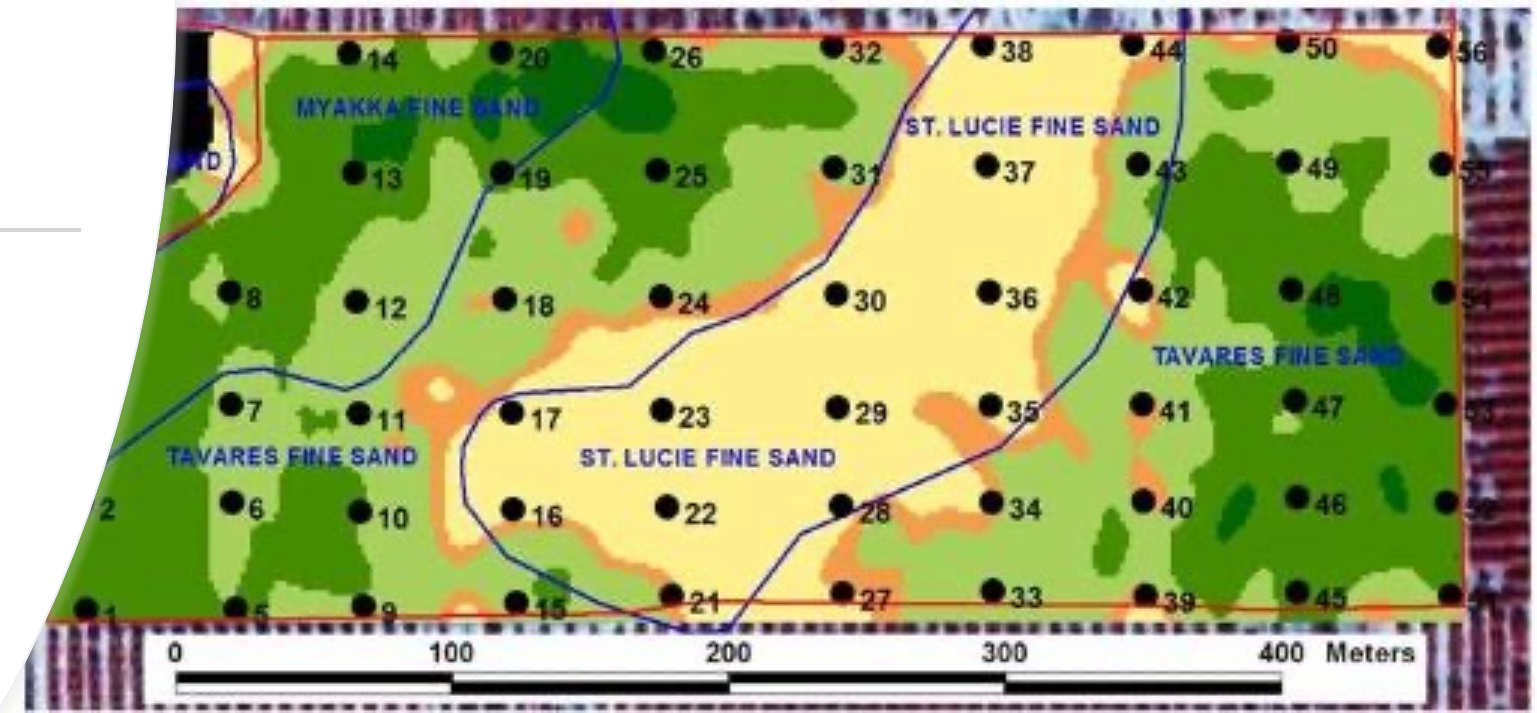 14 20 26 32 38 44 50 56
MYAKKA FINE SAND
ST. LUCIE FINE SAND
13 19 25 31 37 43 49 55
8 12 18 24 30 36 42 48 54
TAVARES FINE SAND
7 11 17 23 29 35 41 47 53
TAVARES FINE SAND
ST. LUCIE FINE SAND
2 6 10 16 22 28 34 40 46 52
1 5 9 15 21 27 33 39 45
0 100 200 300 400 Meters